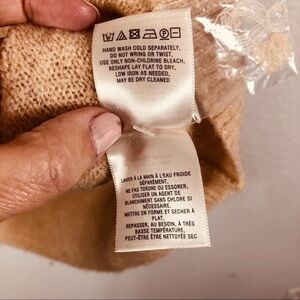 HAND WASH COLD SEPARATELY,
DO NOT WRING OR TWIST,
USE ONLY NON-CHLORINE BLEACH,
RESHAPE LAY FLAT TO DRY,
LOW IRON AS NEEDED,
MAY BE DRY CLEANED
LAVER À LA MAIN À L'EAU FROIDE
SÉPARÉMENT,
NE PAS TORDRE OU ESSORER,
UTILISER UN AGENT DE
BLANCHIMENT SANS CHLORE SI
NÉCESSAIRE,
METTRE EN FORME ET SÉCHER À
PLAT,
REPASSER, AU BESOIN, À TRÈS
BASSE TEMPÉRATURE,
PEUT-ÊTRE ÊTRE NETTOYÉE SEC